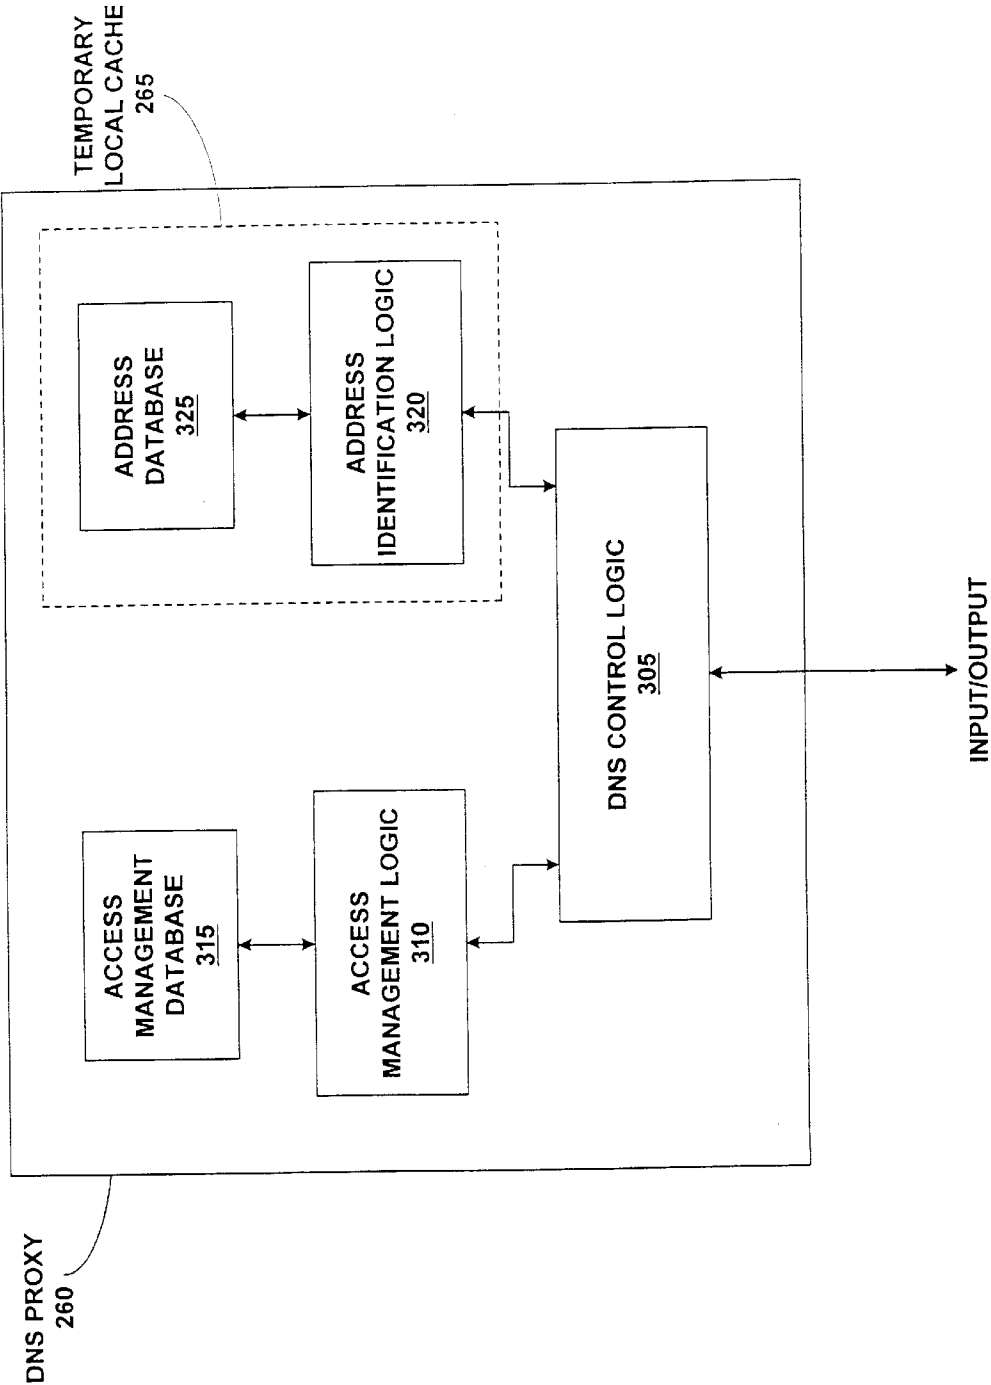 DNS PROXY
260
TEMPORARY
LOCAL CACHE
265
ACCESS
MANAGEMENT
DATABASE
315
ADDRESS
DATABASE
325
ACCESS
MANAGEMENT LOGIC
310
ADDRESS
IDENTIFICATION LOGIC
320
DNS CONTROL LOGIC
305
INPUT/OUTPUT